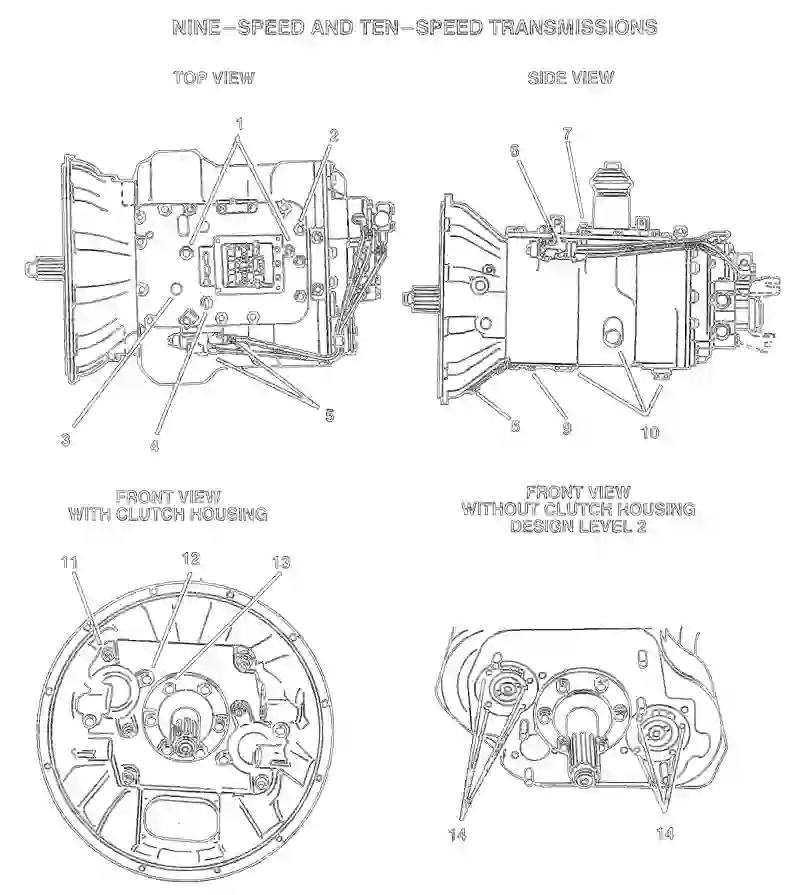 NINE-SPEED AND TEN-SPEED TRANSMISSIONS
TOP VIEW
SIDE VIEW
1
2
3
4
5
6
7
8
9
10
FRONT VIEW
WITH CLUTCH HOUSING
FRONT VIEW
WITHOUT CLUTCH HOUSING
DESIGN LEVEL 2
11
12
13
14
14